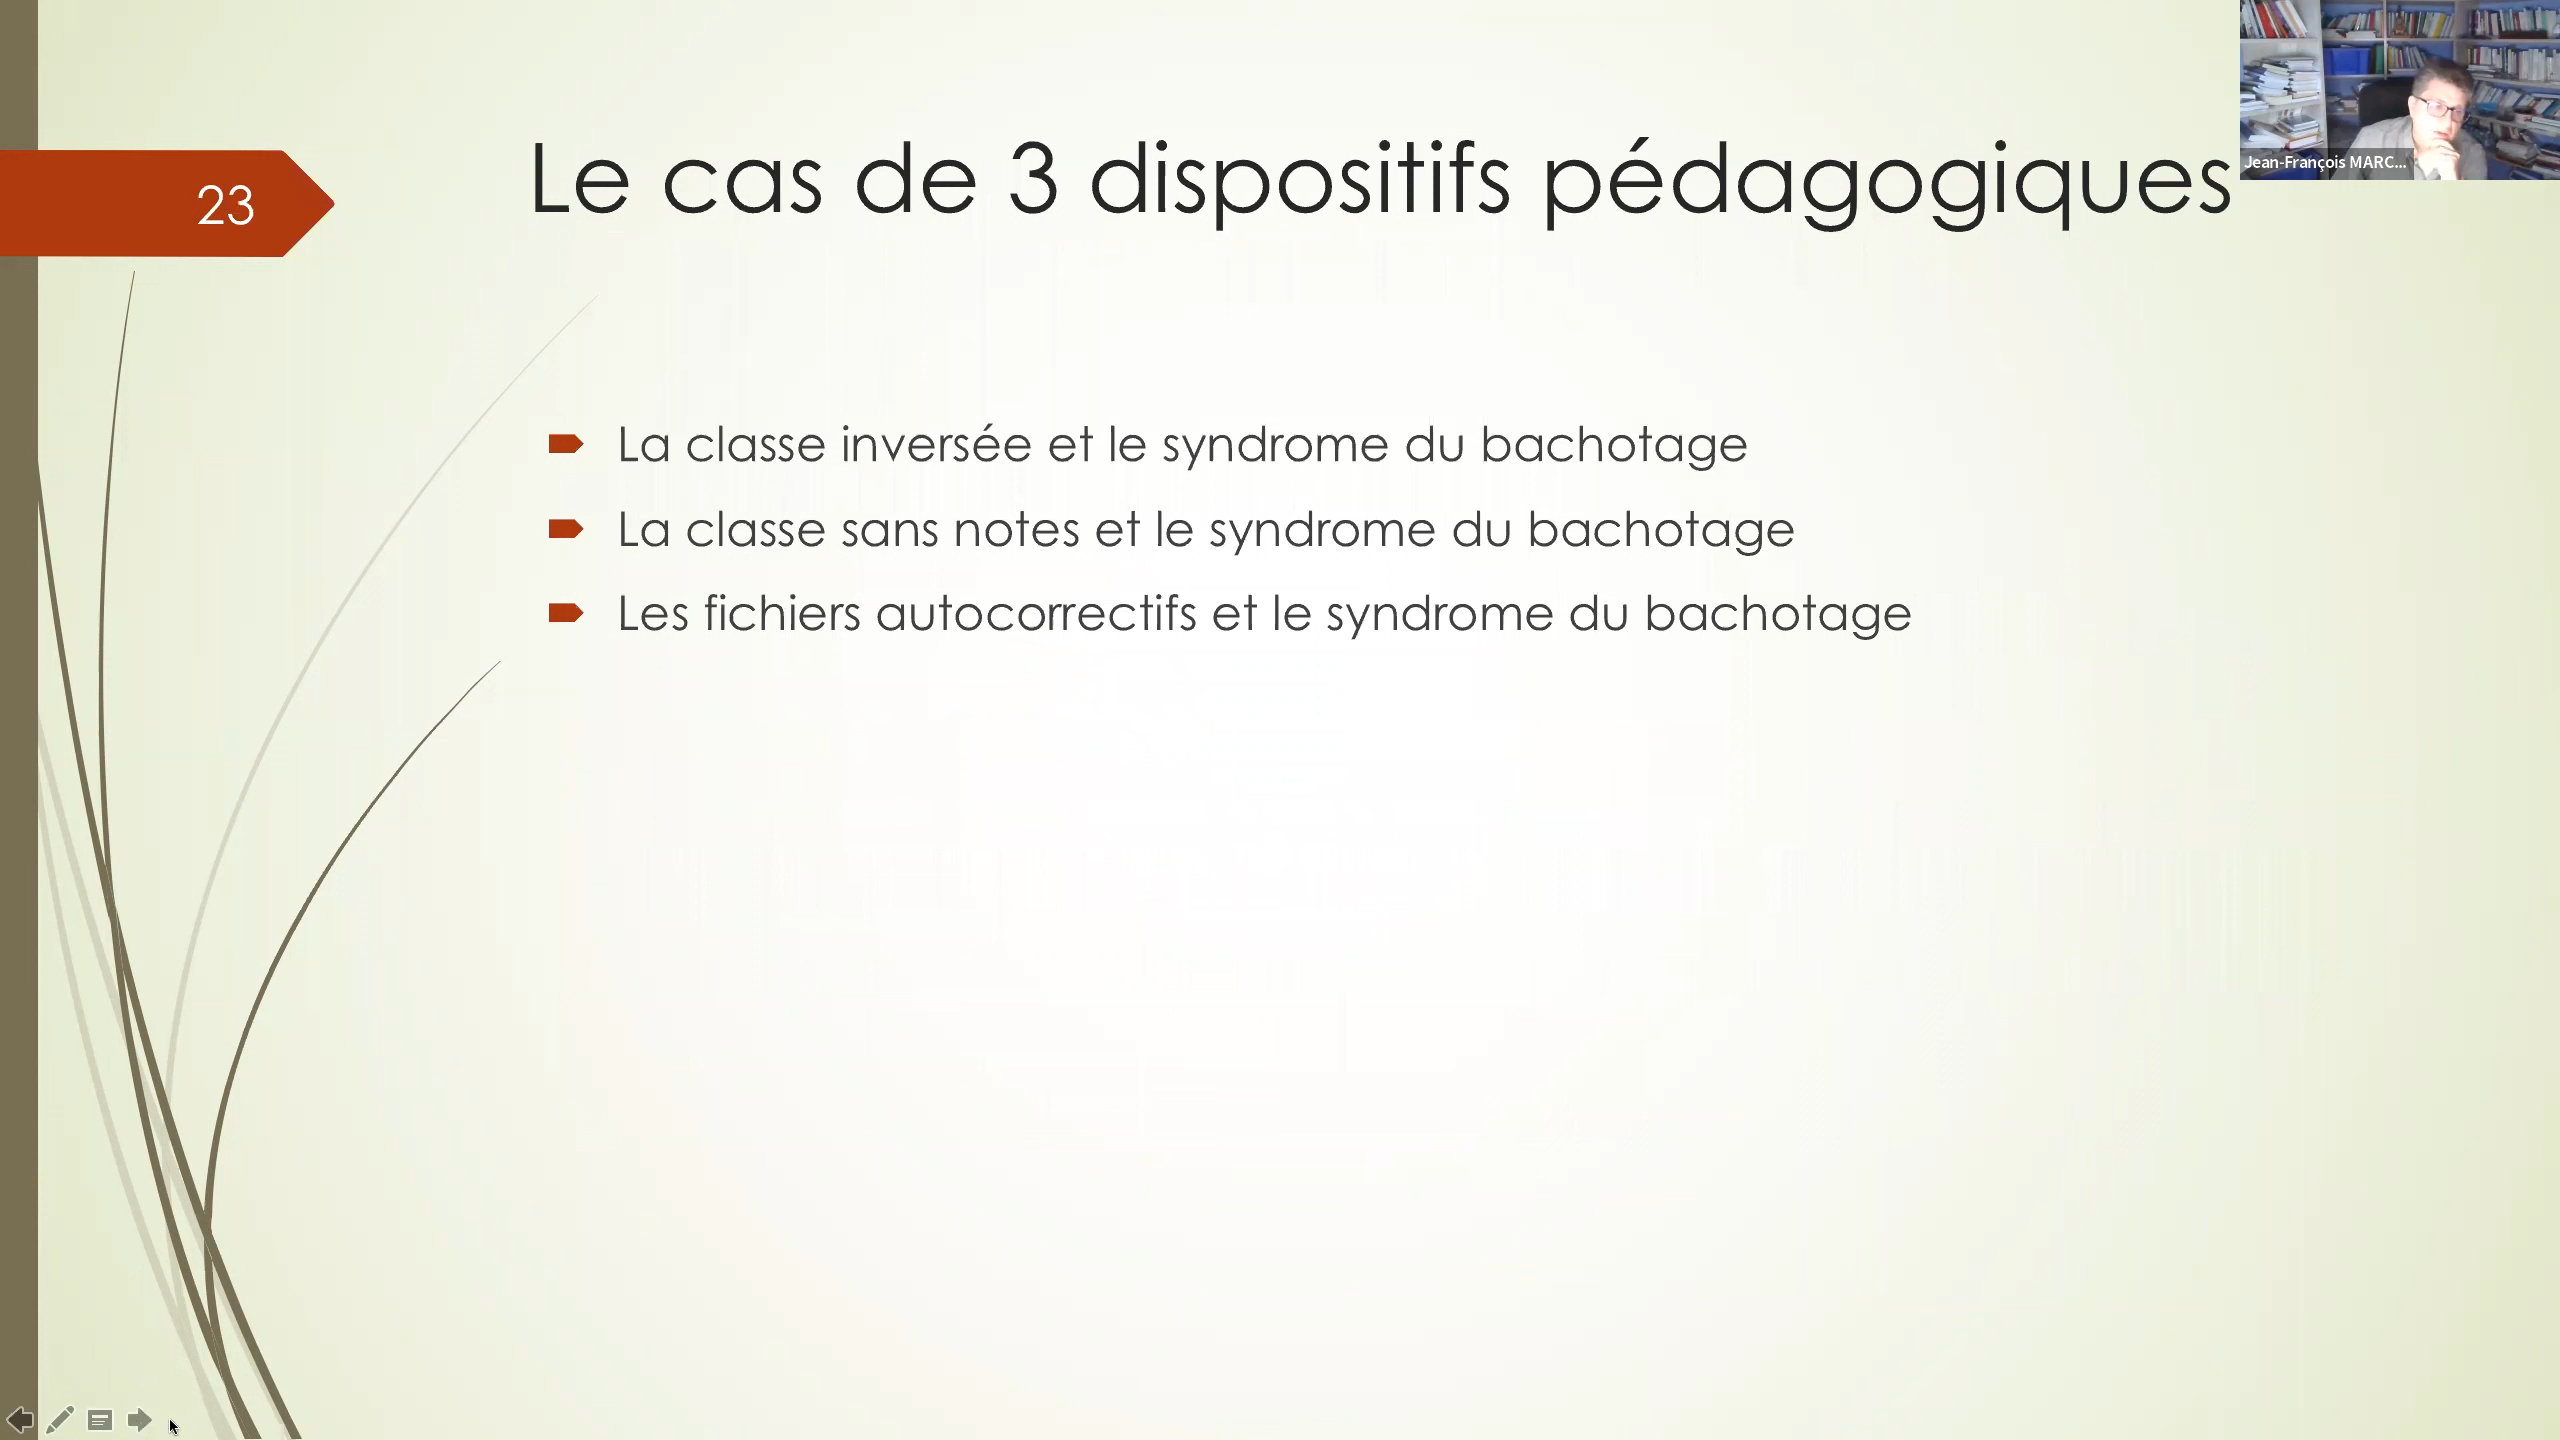 23
Le cas de 3 dispositifs pédagogiques
Jean-François MARC...
La classe inversée et le syndrome du bachotage
La classe sans notes et le syndrome du bachotage
Les fichiers autocorrectifs et le syndrome du bachotage